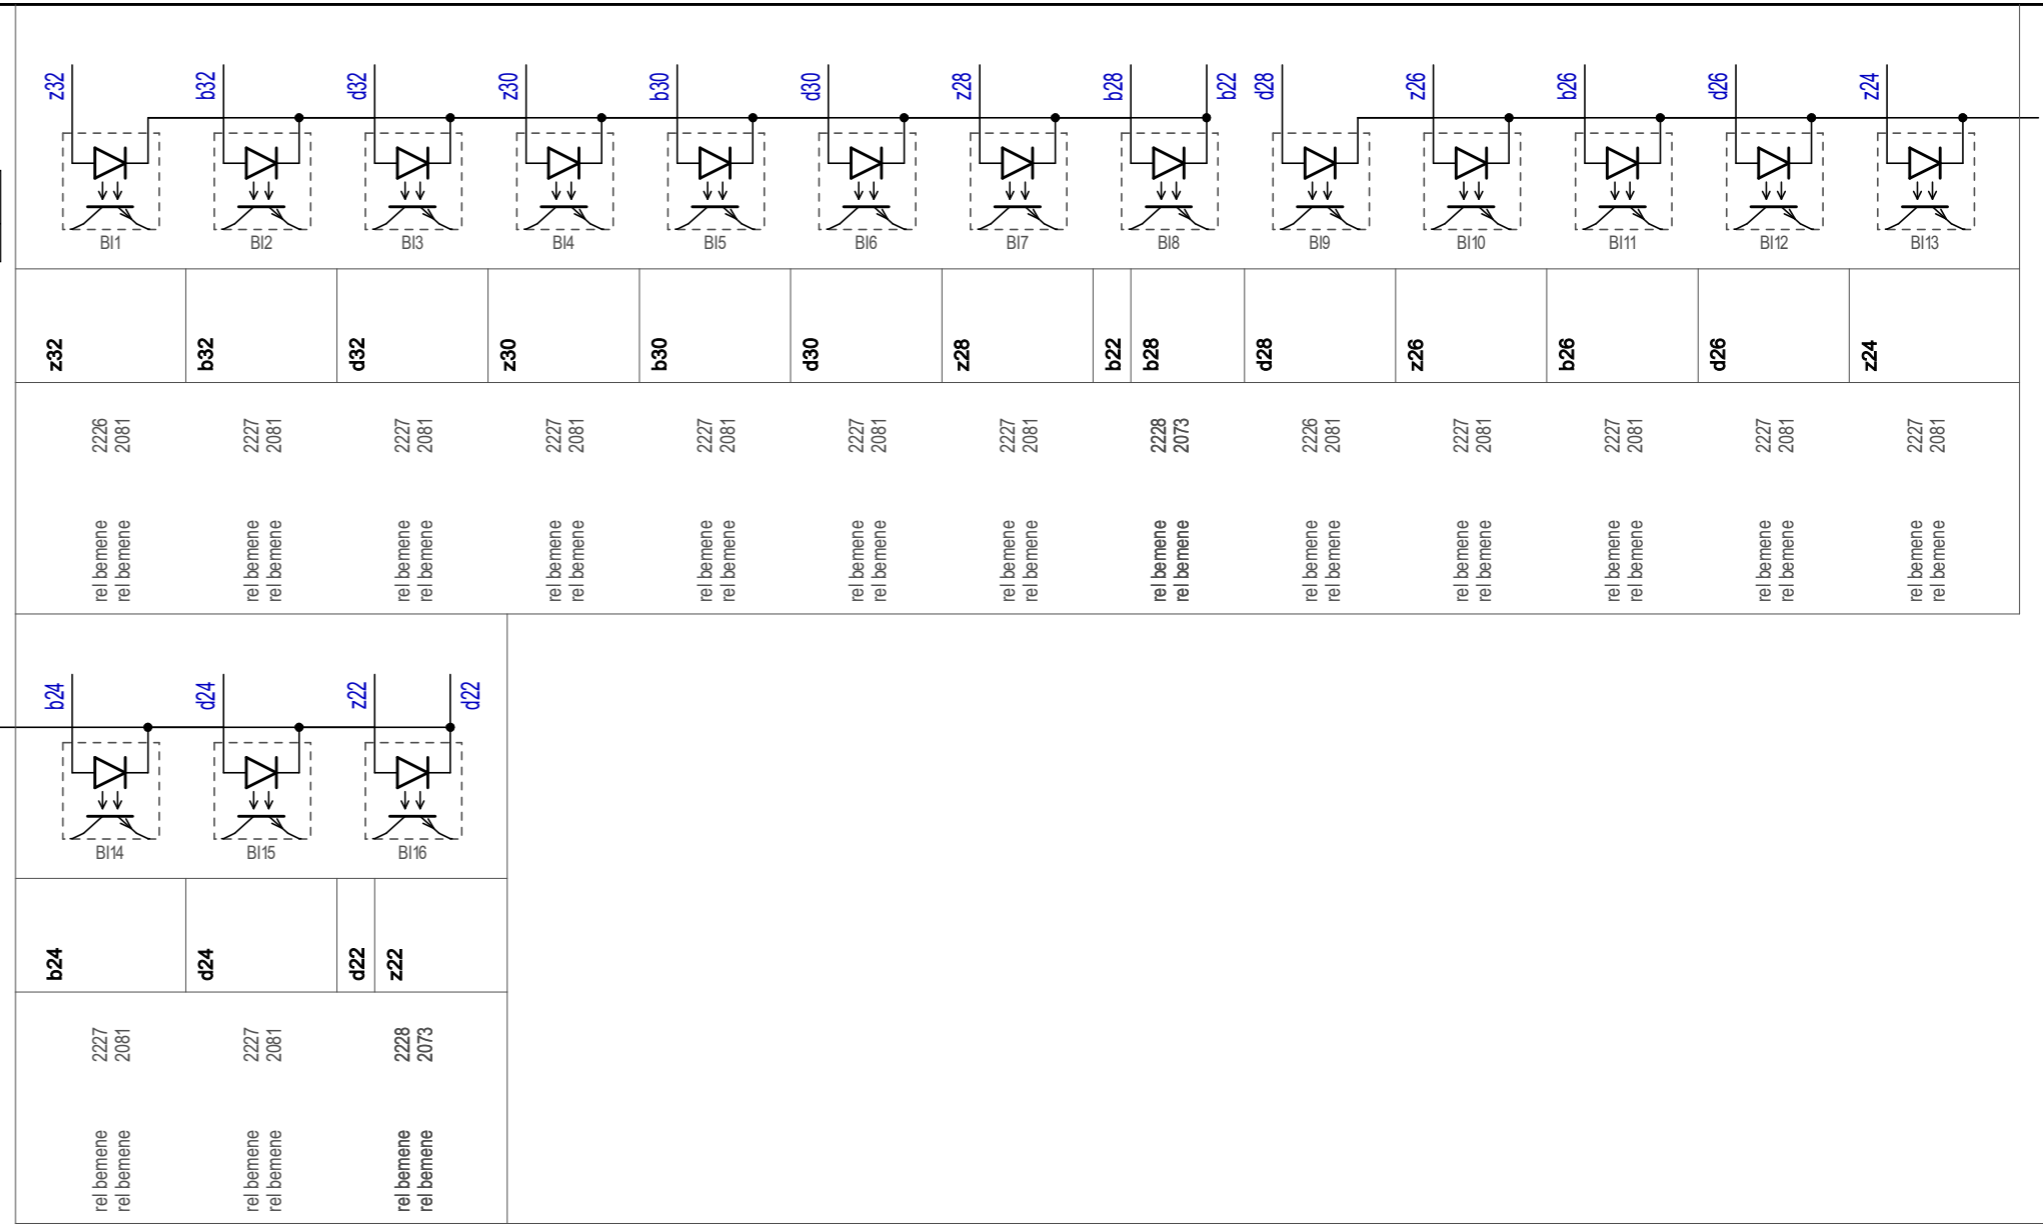 z32 b32 d32 z30 b30 d30 z28 b28 b22 d28 z26 b26 d26 z24
BI1 BI2 BI3 BI4 BI5 BI6 BI7 BI8 BI9 BI10 BI11 BI12 BI13
z32 b32 d32 z30 b30 d30 z28 b22 b28 d28 z26 b26 d26 z24
2226 2081 2227 2081 2227 2081 2227 2081 2227 2081 2227 2081 2227 2081 2228 2073 2226 2081 2227 2081 2227 2081 2227 2081 2227 2081
rel bemene rel bemene rel bemene rel bemene rel bemene rel bemene rel bemene rel bemene rel bemene rel bemene rel bemene rel bemene rel bemene rel bemene rel bemene rel bemene rel bemene rel bemene rel bemene rel bemene rel bemene rel bemene rel bemene rel bemene rel bemene rel bemene
b24 d24 z22 d22
BI14 BI15 BI16
b24 d24 d22 z22
2227 2081 2227 2081 2228 2073
rel bemene rel bemene rel bemene rel bemene rel bemene rel bemene